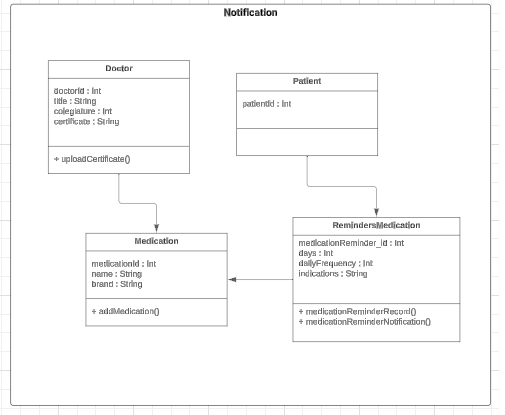 Notification
Doctor
doctorId : Int
title : String
colegiature : Int
certificate : String
+ uploadCertificate()
Patient
patientId : Int
Medication
medicationId : Int
name : String
brand : String
+ addMedication()
RemindersMedication
medicationReminder_id : Int
days : Int
dailyFrequency : Int
indications : String
+ medicationReminderRecord()
+ medicationReminderNotification()